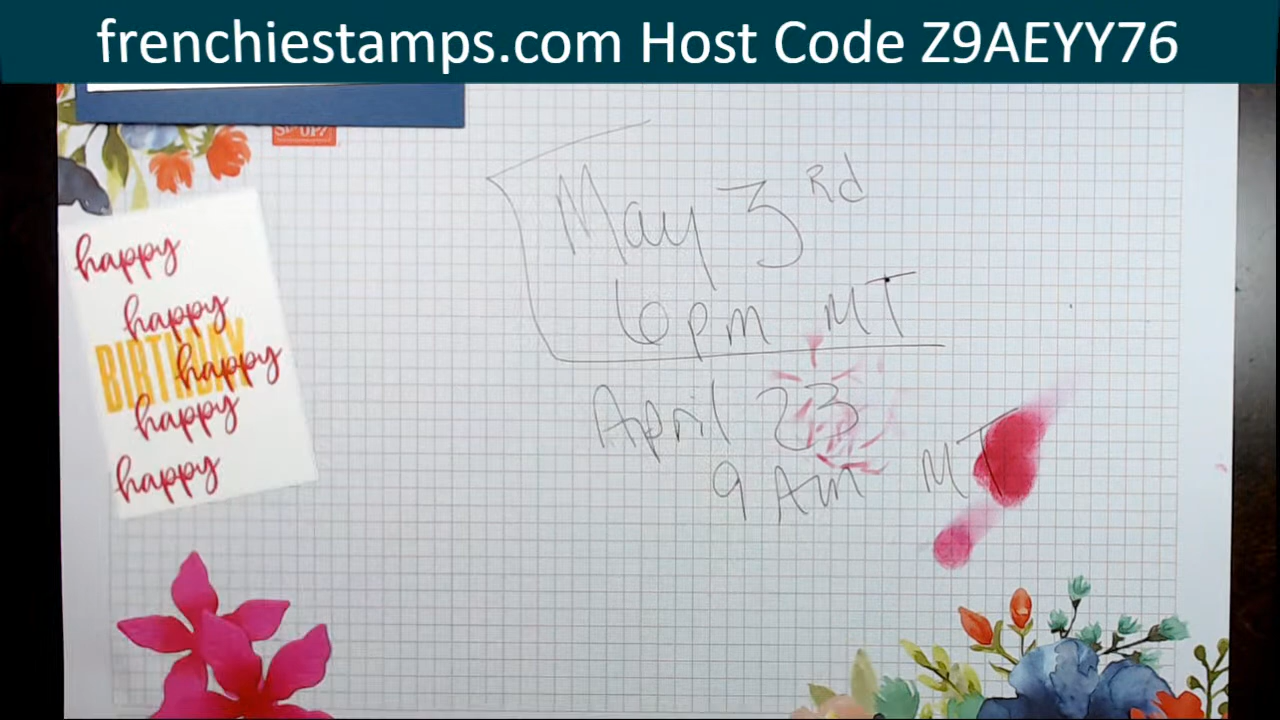 frenchiestamps.com Host Code Z9AEYY76
UP!
May 3rd
6pm MT
April 23
9 Am MT
happy
happy
BIRTHDAY
happy
happy
happy